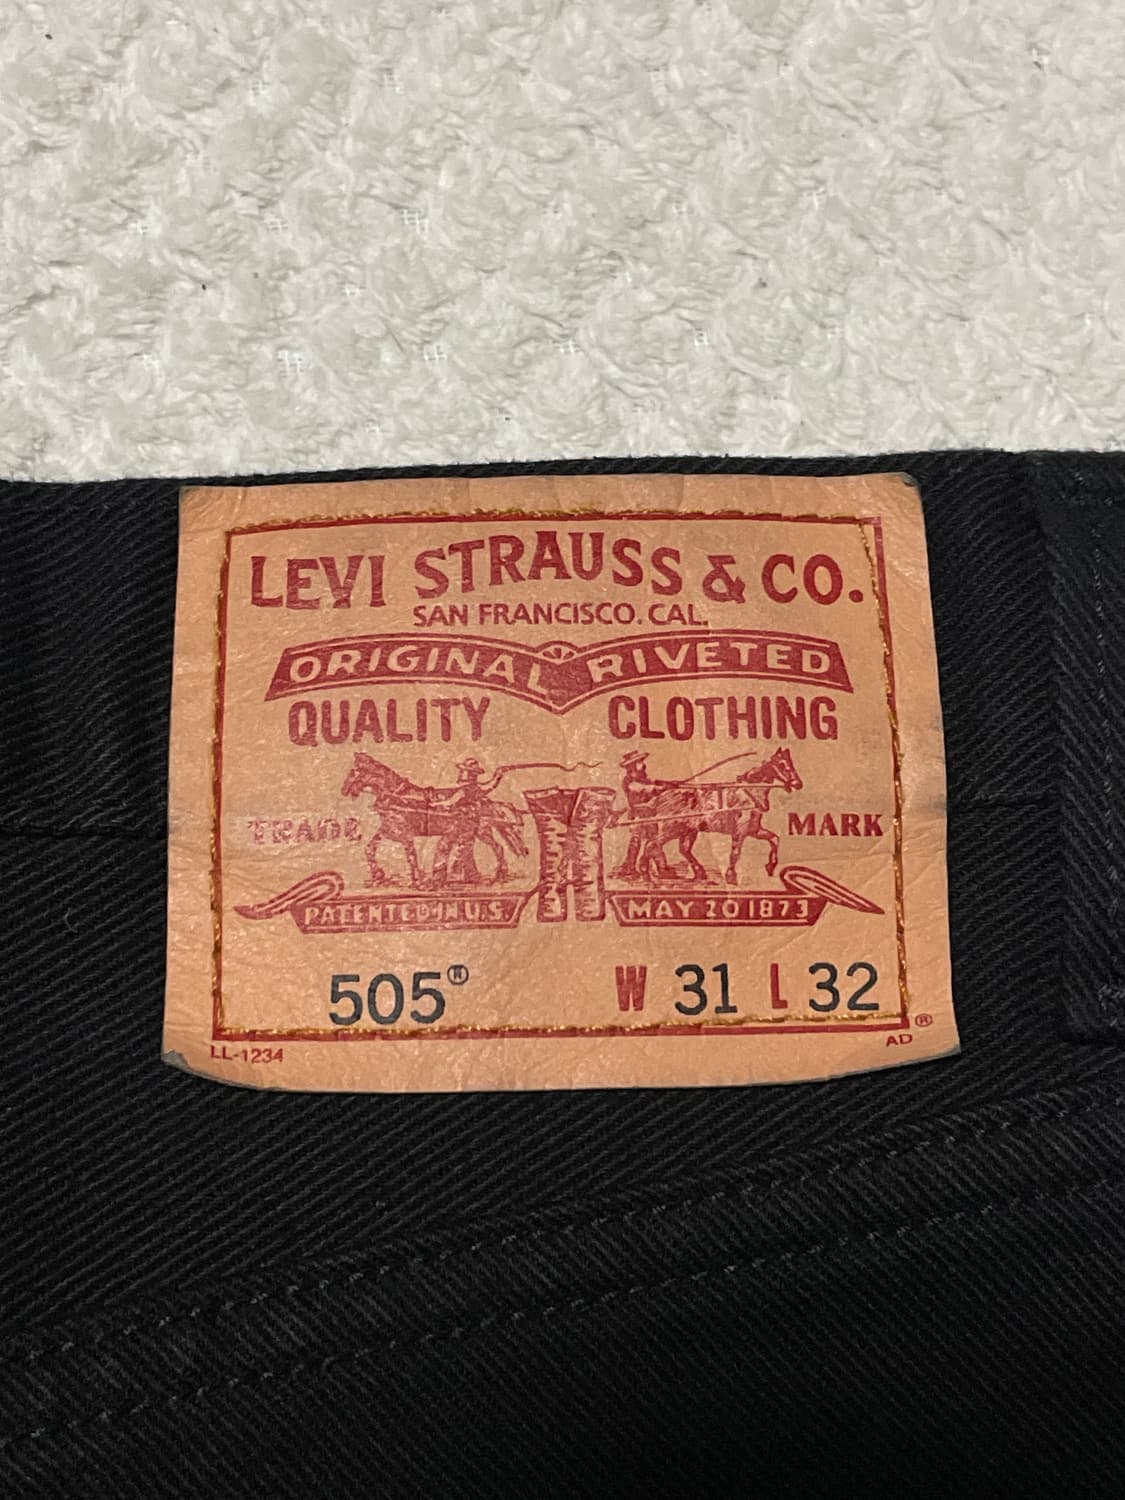 LEVI STRAUSS & CO.
SAN FRANCISCO. CAL.
ORIGINAL RIVETED
QUALITY CLOTHING
TRADE MARK
PATENTED IN U.S. MAY 20 1873
505® W 31 L 32
LL-1234 AD ®